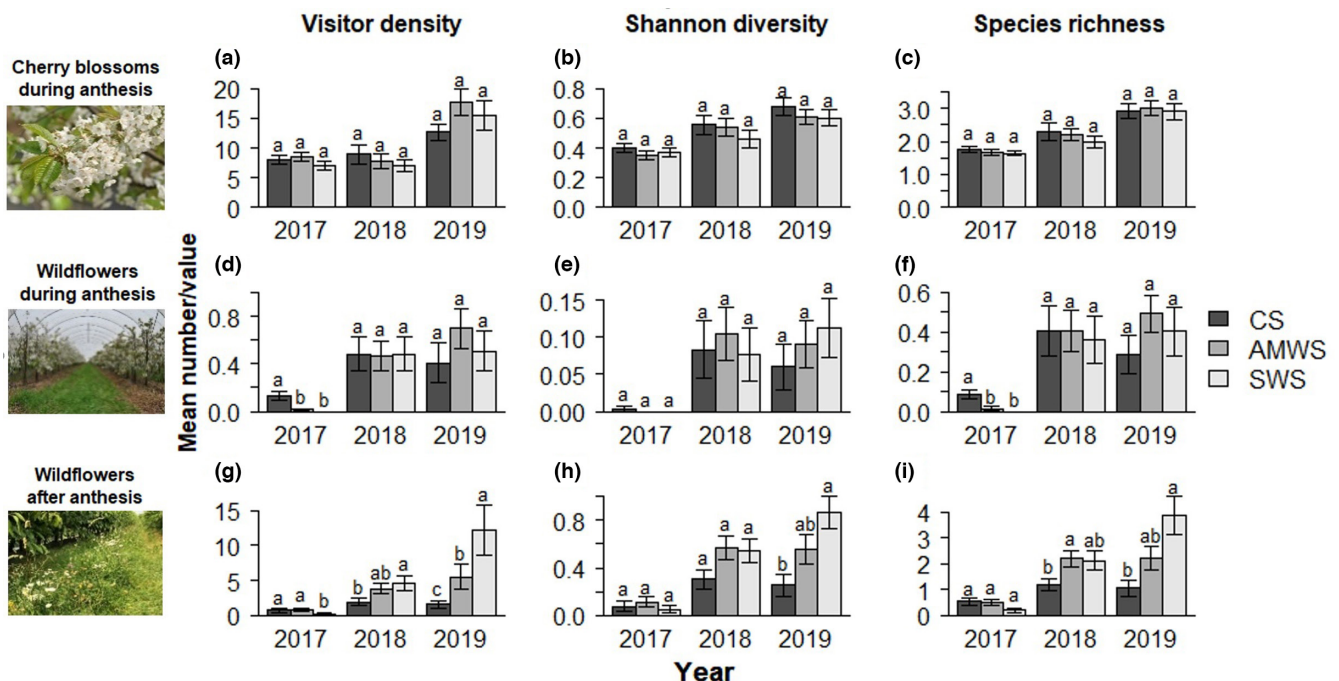 Visitor density
Shannon diversity
Species richness
Cherry blossoms
during anthesis
(a)
20
15
10
5
0
a a a
a a a
a a a
2017 2018 2019
(b)
0.8
0.6
0.4
0.2
0.0
a a a
a a a
a a a
2017 2018 2019
(c)
3.0
2.0
1.0
0.0
a a a
a a a
a a a
2017 2018 2019
Mean number/value
Wildflowers
during anthesis
(d)
0.8
0.4
0.0
a b b
a a a
a a a
2017 2018 2019
(e)
0.15
0.10
0.05
0.00
a a a
a a a
a a a
2017 2018 2019
(f)
0.6
0.4
0.2
0.0
a b b
a a a
a a a
2017 2018 2019
CS
AMWS
SWS
Wildflowers
after anthesis
(g)
15
10
5
0
a a b
b ab a
c b a
2017 2018 2019
(h)
0.8
0.4
0.0
a a a
a a a
b ab a
2017 2018 2019
(i)
4
3
2
1
0
a a a
b a ab
b ab a
2017 2018 2019
Year